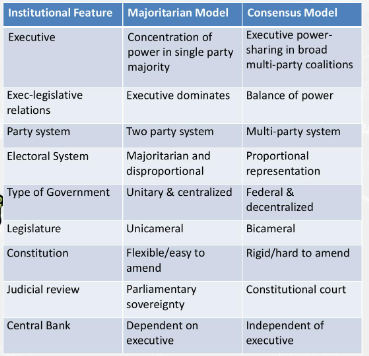 Institutional Feature Majoritarian Model Consensus Model
Executive Concentration of Executive power-
power in single party sharing in broad
majority multi-party coalitions
Exec-legislative Executive dominates Balance of power
relations
Party system Two party system Multi-party system
Electoral System Majoritarian and Proportional
disproportional representation
Type of Government Unitary & centralized Federal &
decentralized
Legislature Unicameral Bicameral
Constitution Flexible/easy to Rigid/hard to amend
amend
Judicial review Parliamentary Constitutional court
sovereignty
Central Bank Dependent on Independent of
executive executive